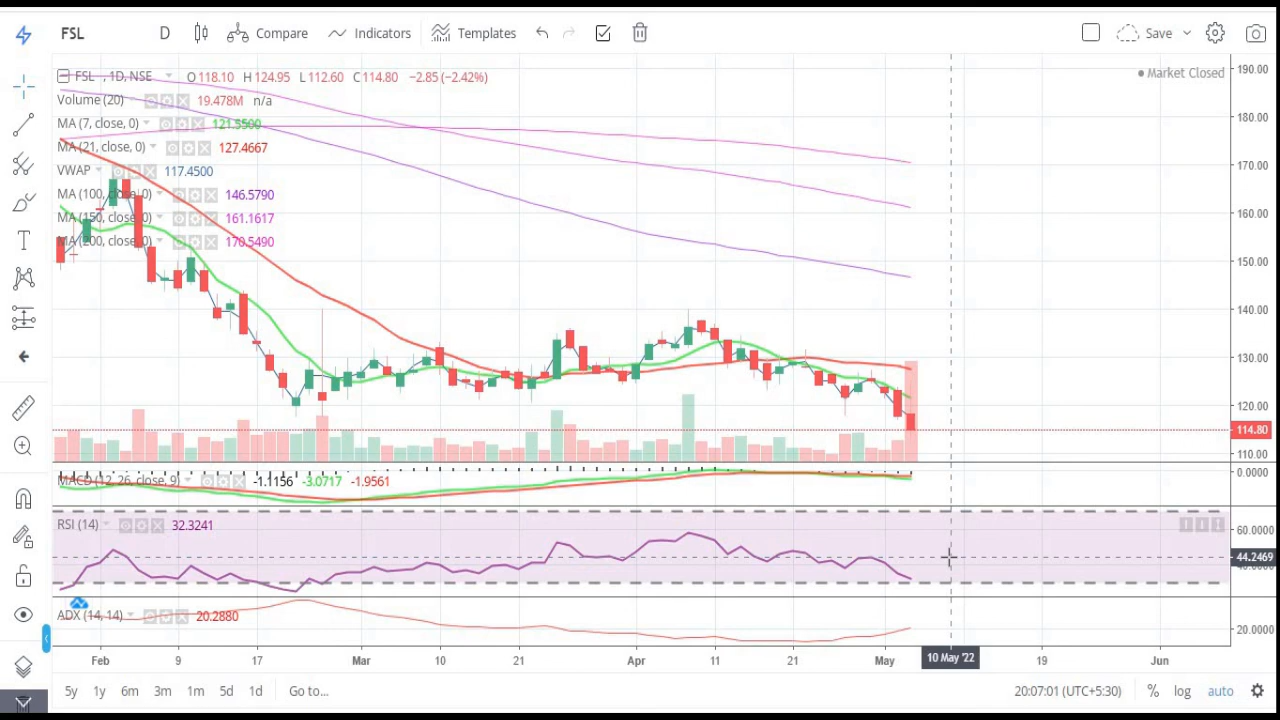 FSL D Compare Indicators Templates Save
FSL , 1D, NSE O118.10 H124.95 L112.60 C114.80 −2.85 (−2.42%)
Market Closed
Volume (20) 19.478M n/a
MA (7, close, 0) 121.5500
MA (21, close, 0) 127.4667
VWAP 117.4500
MA (100, close, 0) 146.5790
MA (150, close, 0) 161.1617
MA (200, close, 0) 170.5490
190.00
180.00
170.00
160.00
150.00
140.00
130.00
120.00
114.80
110.00
MACD (12, 26, close, 9) -1.1156 -3.0717 -1.9561
0.0000
RSI (14) 32.3241
60.0000
44.2469
40.0000
ADX (14, 14) 20.2880
20.0000
Feb 9 17 Mar 10 21 Apr 11 21 May 10 May '22 19 Jun
5y 1y 6m 3m 1m 5d 1d Go to... 20:07:01 (UTC+5:30) % log auto